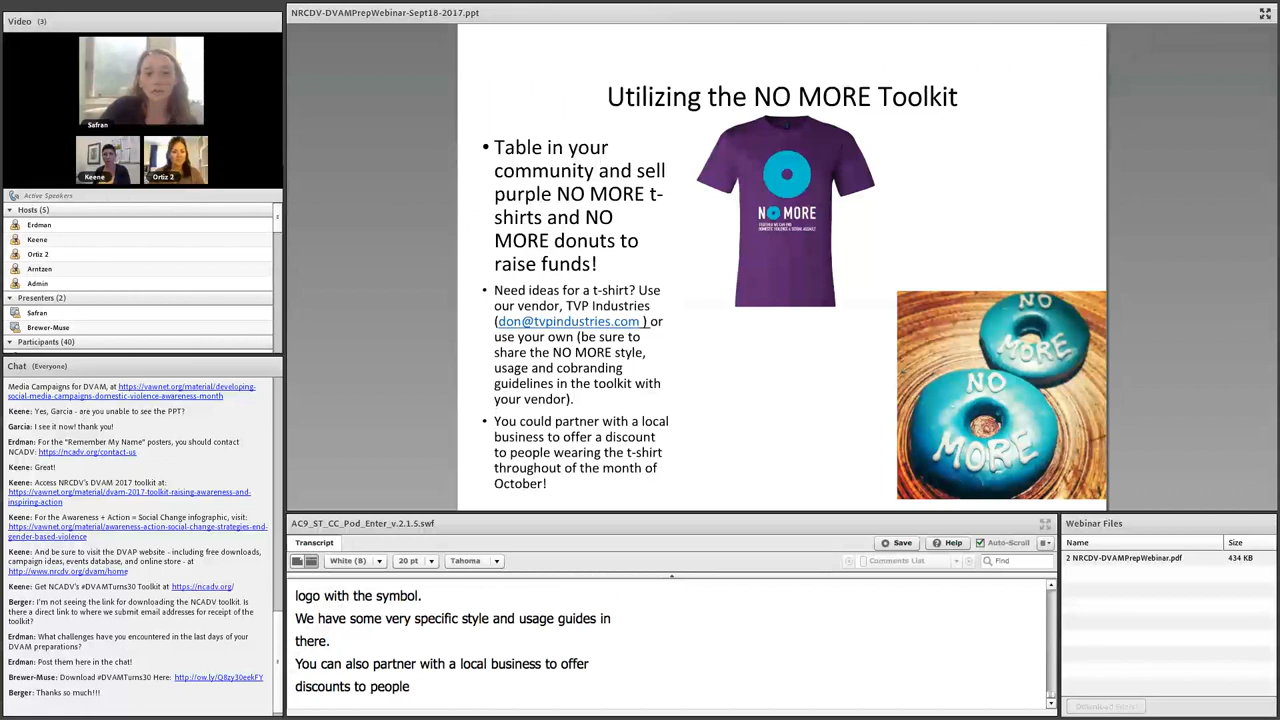 Video (3)
Safran
Keene
Ortiz 2
Active Speakers
Hosts (5)
Erdman
Keene
Ortiz 2
Arntzen
Admin
Presenters (2)
Safran
Brewer-Muse
Participants (40)
Chat (Everyone)
Media Campaigns for DVAM, at https://vawnet.org/material/developing-
social-media-campaigns-domestic-violence-awareness-month
Keene: Yes, Garcia - are you unable to see the PPT?
Garcia: I see it now! thank you!
Erdman: For the "Remember My Name" posters, you should contact
NCADV: https://ncadv.org/contact-us
Keene: Great!
Keene: Access NRCDV's DVAM 2017 toolkit at:
https://vawnet.org/material/dvam-2017-toolkit-raising-awareness-and-
inspiring-action
Keene: For the Awareness + Action = Social Change infographic, visit:
https://vawnet.org/material/awareness-action-social-change-strategies-end-
gender-based-violence
Keene: And be sure to visit the DVAP website - including free downloads,
campaign ideas, events database, and online store - at:
http://www.nrcdv.org/dvam/home
Keene: Get NCADV's #DVAMTurns30 Toolkit at https://ncadv.org/
Berger: I'm not seeing the link for downloading the NCADV toolkit. Is
there a direct link to where we submit email addresses for receipt of the
toolkit?
Erdman: What challenges have you encountered in the last days of your
DVAM preparations?
Erdman: Post them here in the chat!
Brewer-Muse: Download #DVAMTurns30 Here: http://ow.ly/Q8zy30eekFY
Berger: Thanks so much!!!
NRCDV-DVAMPrepWebinar-Sept18-2017.ppt
Utilizing the NO MORE Toolkit
• Table in your
community and sell
purple NO MORE t-
shirts and NO
MORE donuts to
raise funds!
• Need ideas for a t-shirt? Use
our vendor, TVP Industries
(don@tvpindustries.com ) or
use your own (be sure to
share the NO MORE style,
usage and cobranding
guidelines in the toolkit with
your vendor).
• You could partner with a local
business to offer a discount
to people wearing the t-shirt
throughout of the month of
October!
NO MORE
TOGETHER WE CAN END
DOMESTIC VIOLENCE & SEXUAL ASSAULT
NO
MORE
NO
MORE
AC9_ST_CC_Pod_Enter_v.2.1.5.swf
Transcript
Save
Help
Auto-Scroll
White (B)
20 pt
Tahoma
Comments List
Find
logo with the symbol.
We have some very specific style and usage guides in
there.
You can also partner with a local business to offer
discounts to people
Webinar Files
Name Size
2 NRCDV-DVAMPrepWebinar.pdf 434 KB